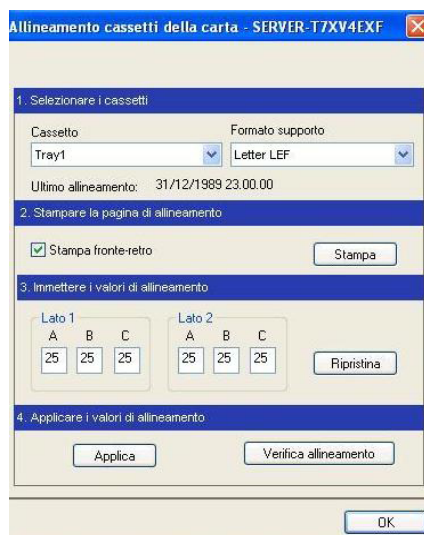 Allineamento cassetti della carta - SERVER-T7XV4EXF
1. Selezionare i cassetti
Cassetto Formato supporto
Tray1 Letter LEF
Ultimo allineamento: 31/12/1989 23.00.00
2. Stampare la pagina di allineamento
Stampa fronte-retro Stampa
3. Immettere i valori di allineamento
Lato 1 Lato 2
A B C A B C
25 25 25 25 25 25 Ripristina
4. Applicare i valori di allineamento
Applica Verifica allineamento
OK